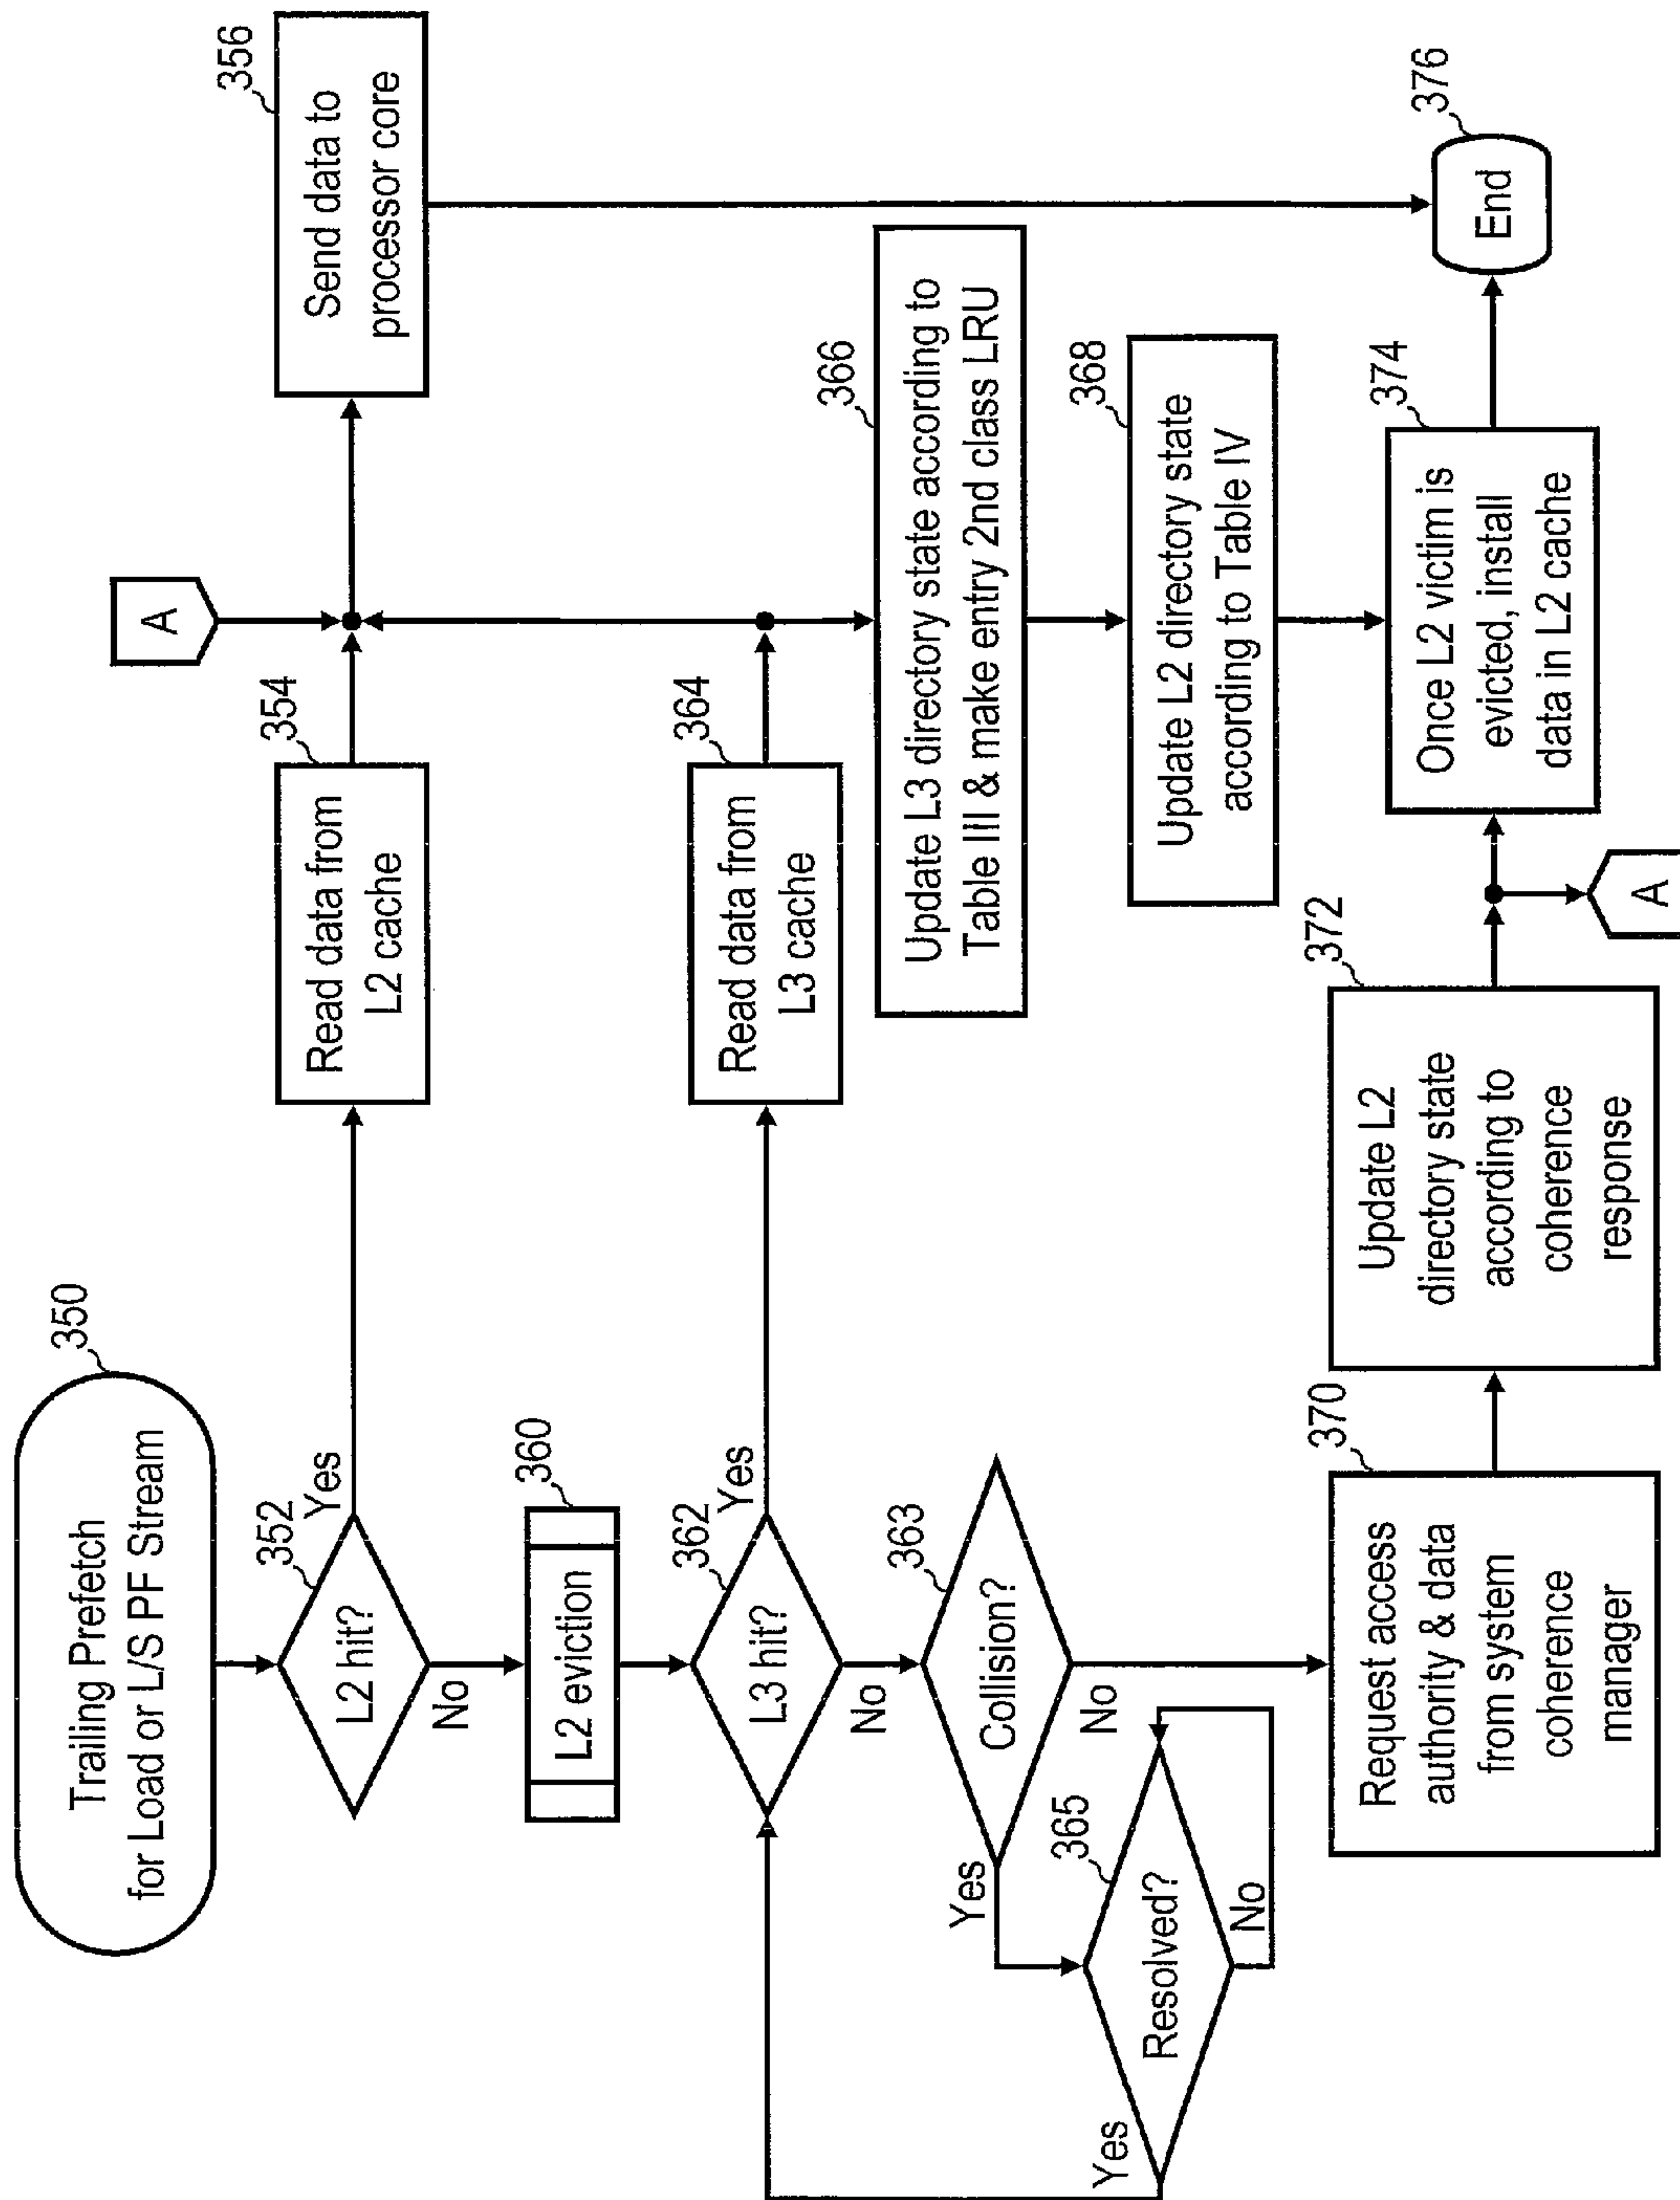 350
Trailing Prefetch
for Load or L/S PF Stream
352
L2 hit?
Yes
No
354
Read data from
L2 cache
A
356
Send data to
processor core
360
L2 eviction
362
L3 hit?
Yes
No
364
Read data from
L3 cache
366
Update L3 directory state according to
Table III & make entry 2nd class LRU
368
Update L2 directory state
according to Table IV
363
Collision?
Yes
No
365
Resolved?
Yes
No
370
Request access
authority & data
from system
coherence
manager
372
Update L2
directory state
according to
coherence
response
A
374
Once L2 victim is
evicted, install
data in L2 cache
376
End